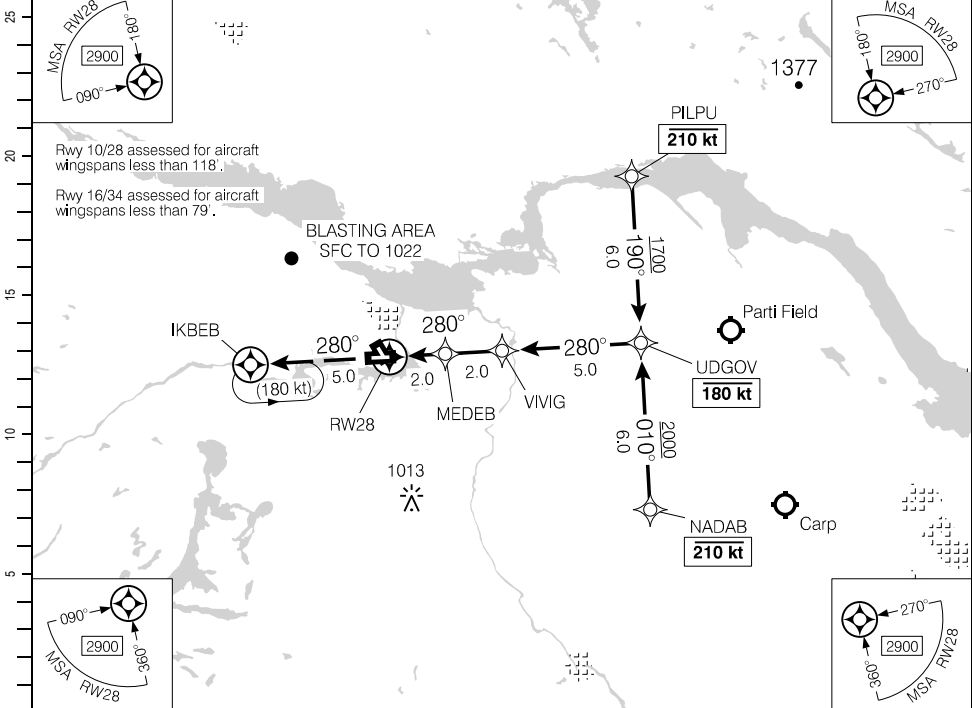 25
20
15
10
5
MSA RW28
180°
2900
090°
MSA RW28
180°
2900
270°
1377
PILPU
210 kt
Rwy 10/28 assessed for aircraft
wingspans less than 118'.
Rwy 16/34 assessed for aircraft
wingspans less than 79'.
BLASTING AREA
SFC TO 1022
1700
190°
6.0
Parti Field
IKBEB
280°
280°
280°
5.0
2.0
2.0
5.0
(180 kt)
UDGOV
180 kt
RW28
MEDEB
VIVIG
2000
010°
6.0
1013
NADAB
210 kt
Carp
090°
2900
360°
MSA RW28
270°
2900
360°
MSA RW28